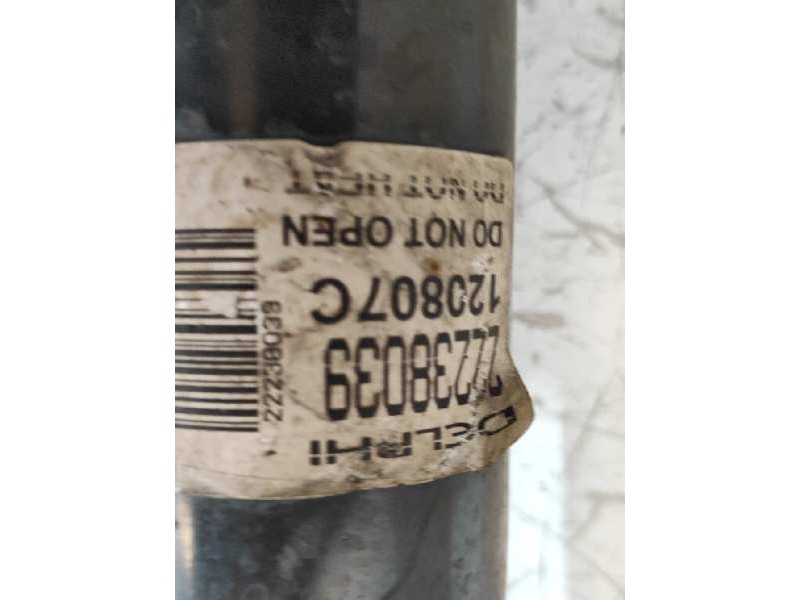 DELPHI
22238039
120807C
DO NOT OPEN
DO NOT HEAT
22238039